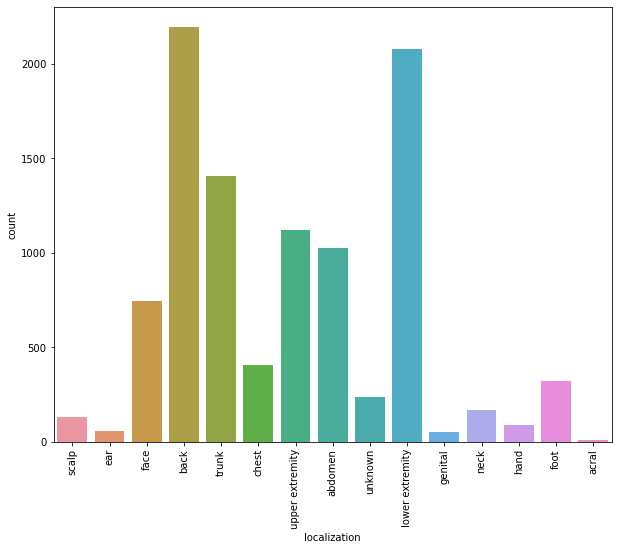 2000
1500
1000
500
0
count
scalp
ear
face
back
trunk
chest
upper extremity
abdomen
unknown
lower extremity
genital
neck
hand
foot
acral
localization